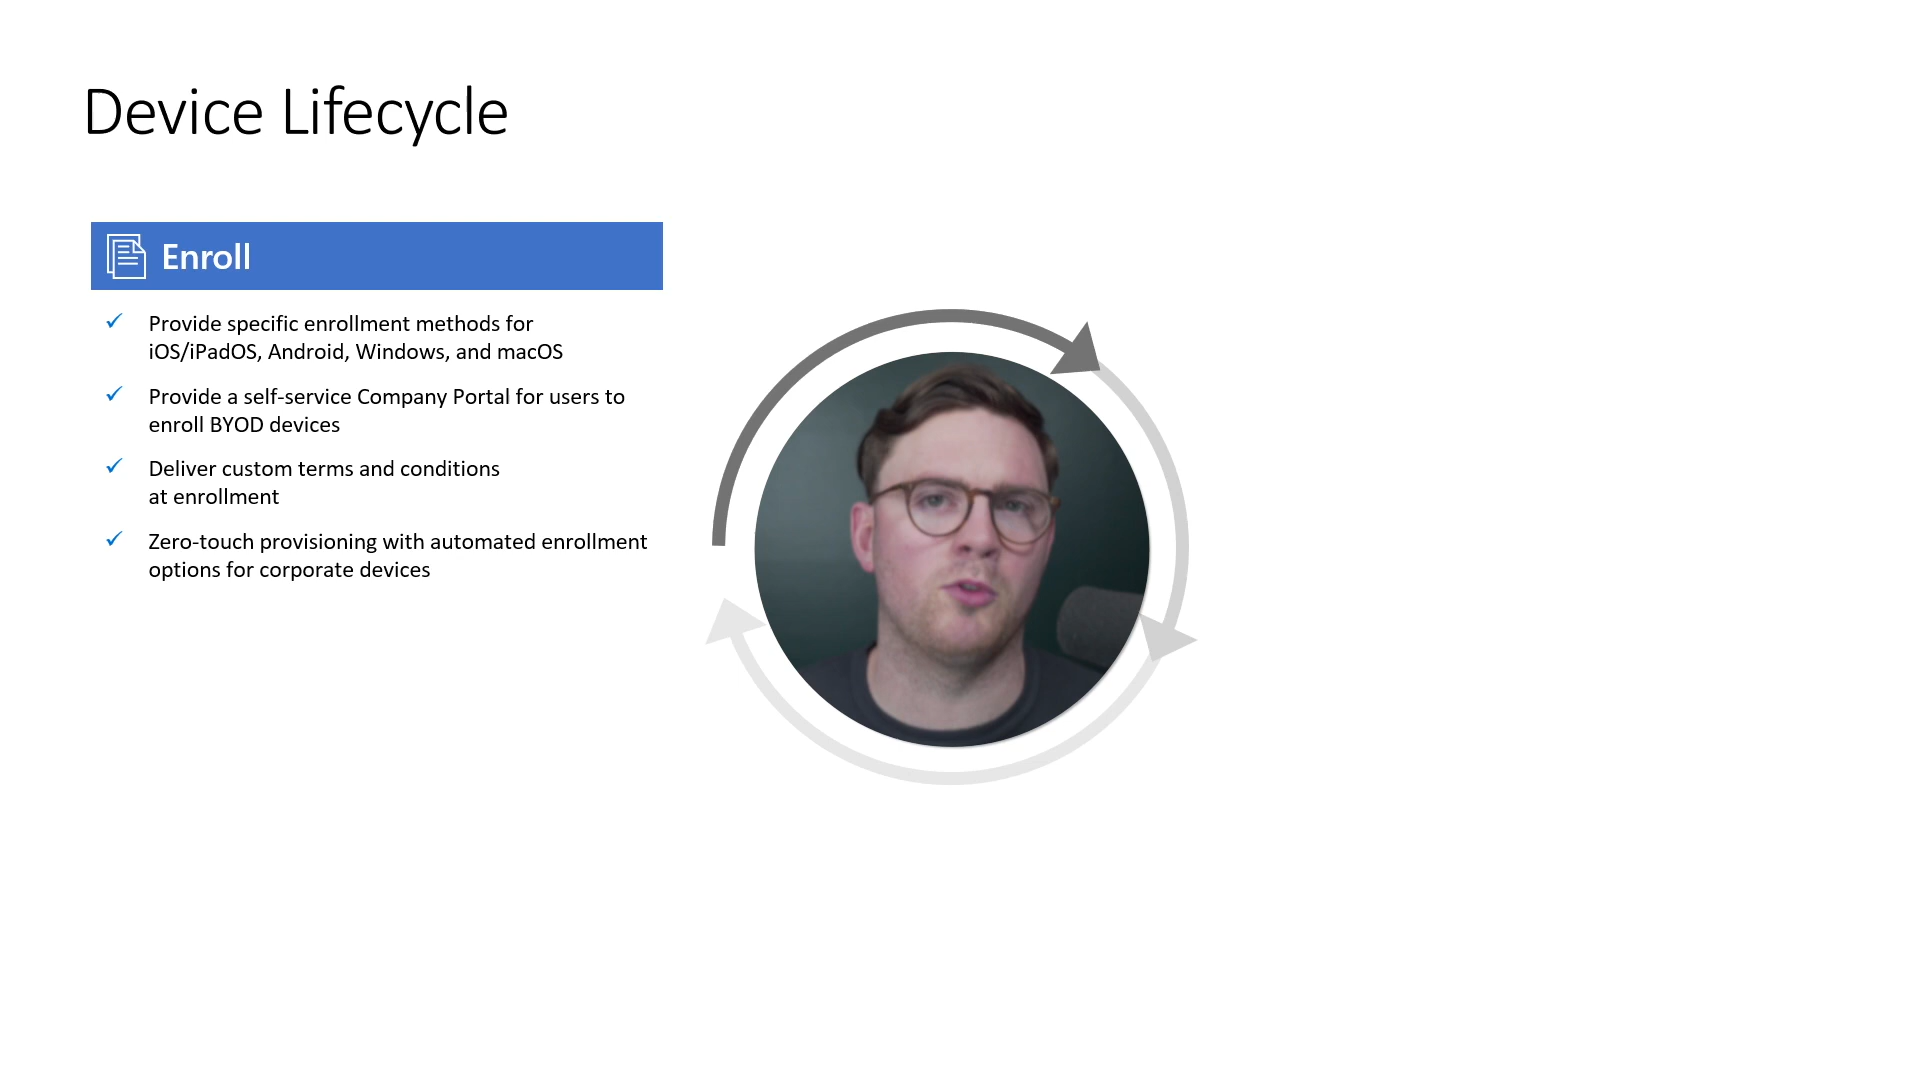 Device Lifecycle
Enroll
Provide specific enrollment methods for
iOS/iPadOS, Android, Windows, and macOS
Provide a self-service Company Portal for users to
enroll BYOD devices
Deliver custom terms and conditions
at enrollment
Zero-touch provisioning with automated enrollment
options for corporate devices